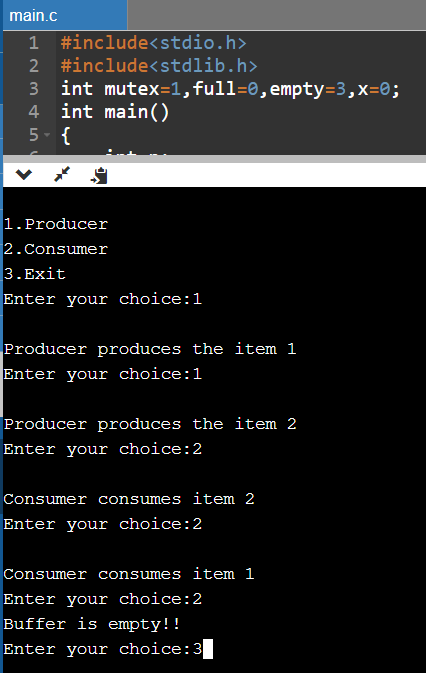 main.c
1 #include<stdio.h>
2 #include<stdlib.h>
3 int mutex=1,full=0,empty=3,x=0;
4 int main()
5 {
1.Producer
2.Consumer
3.Exit
Enter your choice:1
Producer produces the item 1
Enter your choice:1
Producer produces the item 2
Enter your choice:2
Consumer consumes item 2
Enter your choice:2
Consumer consumes item 1
Enter your choice:2
Buffer is empty!!
Enter your choice:3